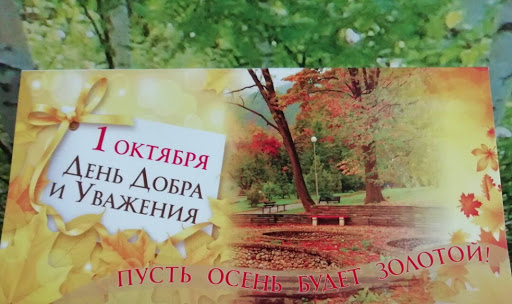 1 ОКТЯБРЯ
ДЕНЬ ДОБРА
И УВАЖЕНИЯ
ПУСТЬ ОСЕНЬ БУДЕТ ЗОЛОТОЙ!